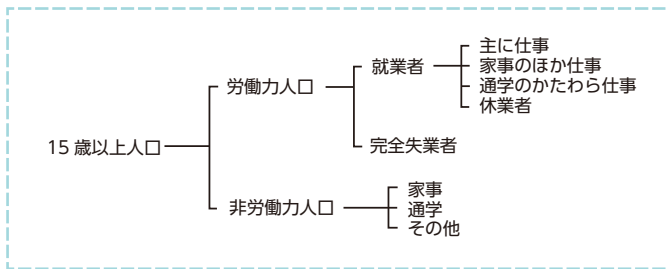 15歳以上人口
労働力人口
就業者
主に仕事
家事のほか仕事
通学のかたわら仕事
休業者
完全失業者
非労働力人口
家事
通学
その他